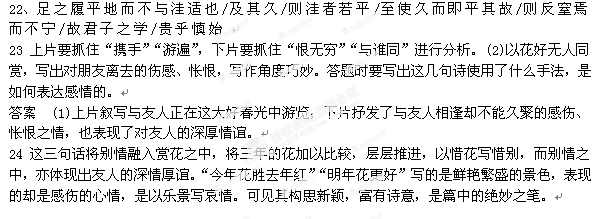 22、足之履平地而不与洼适也/及其久/则洼者若平/至使久而即平其故/则反窒焉
而不宁/故君子之学/贵乎慎始
23 上片要抓住“携手”“游遍”，下片要抓住“恨无穷”“与谁同”进行分析。(2)以花好无人同
赏，写出对朋友离去的伤感、怅恨，写作角度巧妙。答题时要写出这几句诗使用了什么手法，是
如何表达感情的。
答案 (1)上片叙写与友人正在这大好春光中游览，下片抒发了与友人相逢却不能久聚的感伤、
怅恨之情，也表现了对友人的深厚情谊。
24 这三句话将别情融入赏花之中，将三年的花加以比较，层层推进，以惜花写惜别，而别情之
中，亦体现出友人的深情厚谊。“今年花胜去年红”“明年花更好”写的是鲜艳繁盛的景色，表现
的却是感伤的心情，是以乐景写哀情。可见其构思新颖，富有诗意，是篇中的绝妙之笔。